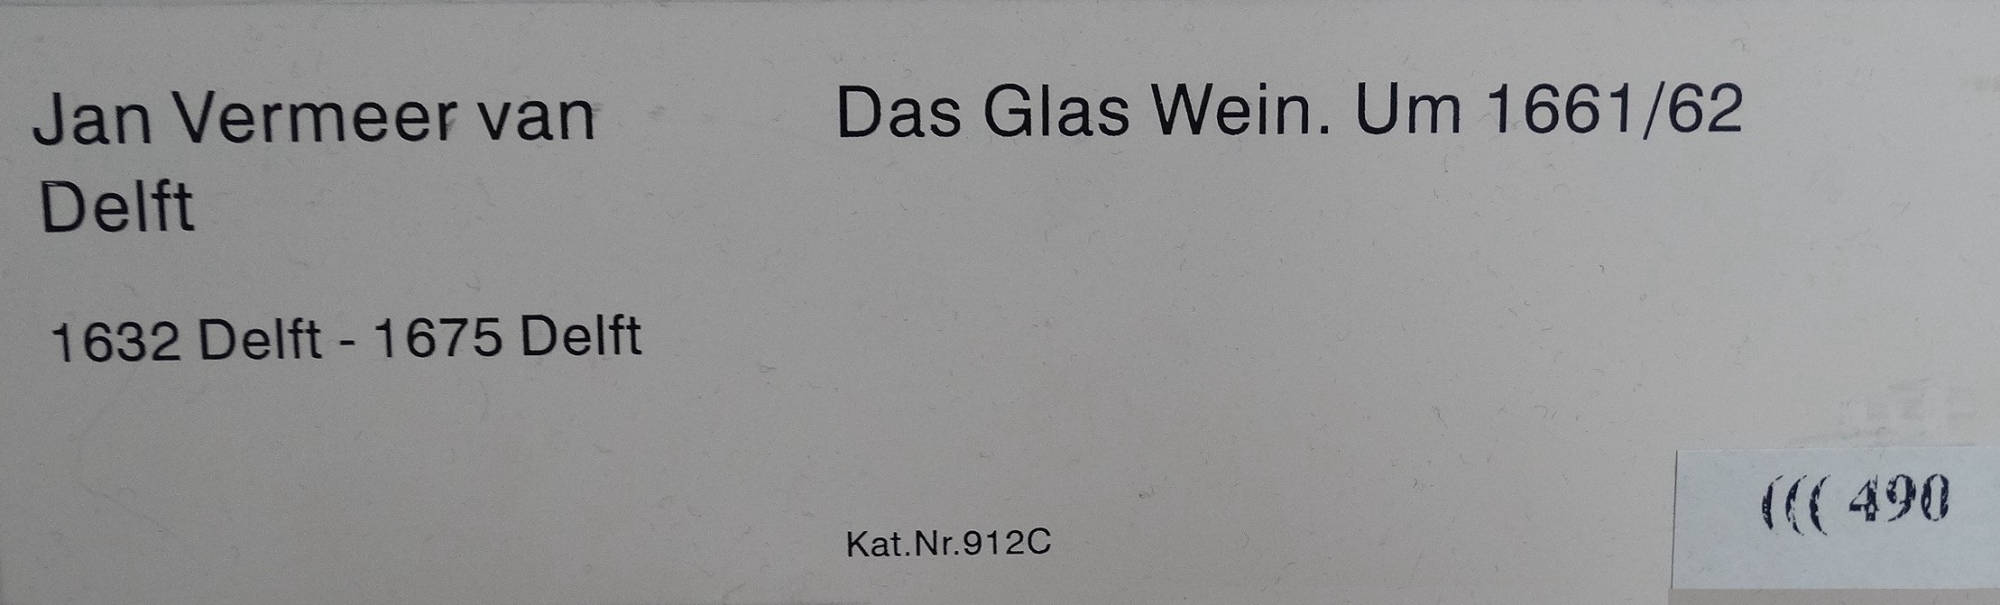 Jan Vermeer van
Delft
1632 Delft - 1675 Delft
Das Glas Wein. Um 1661/62
Kat.Nr.912C
((( 490